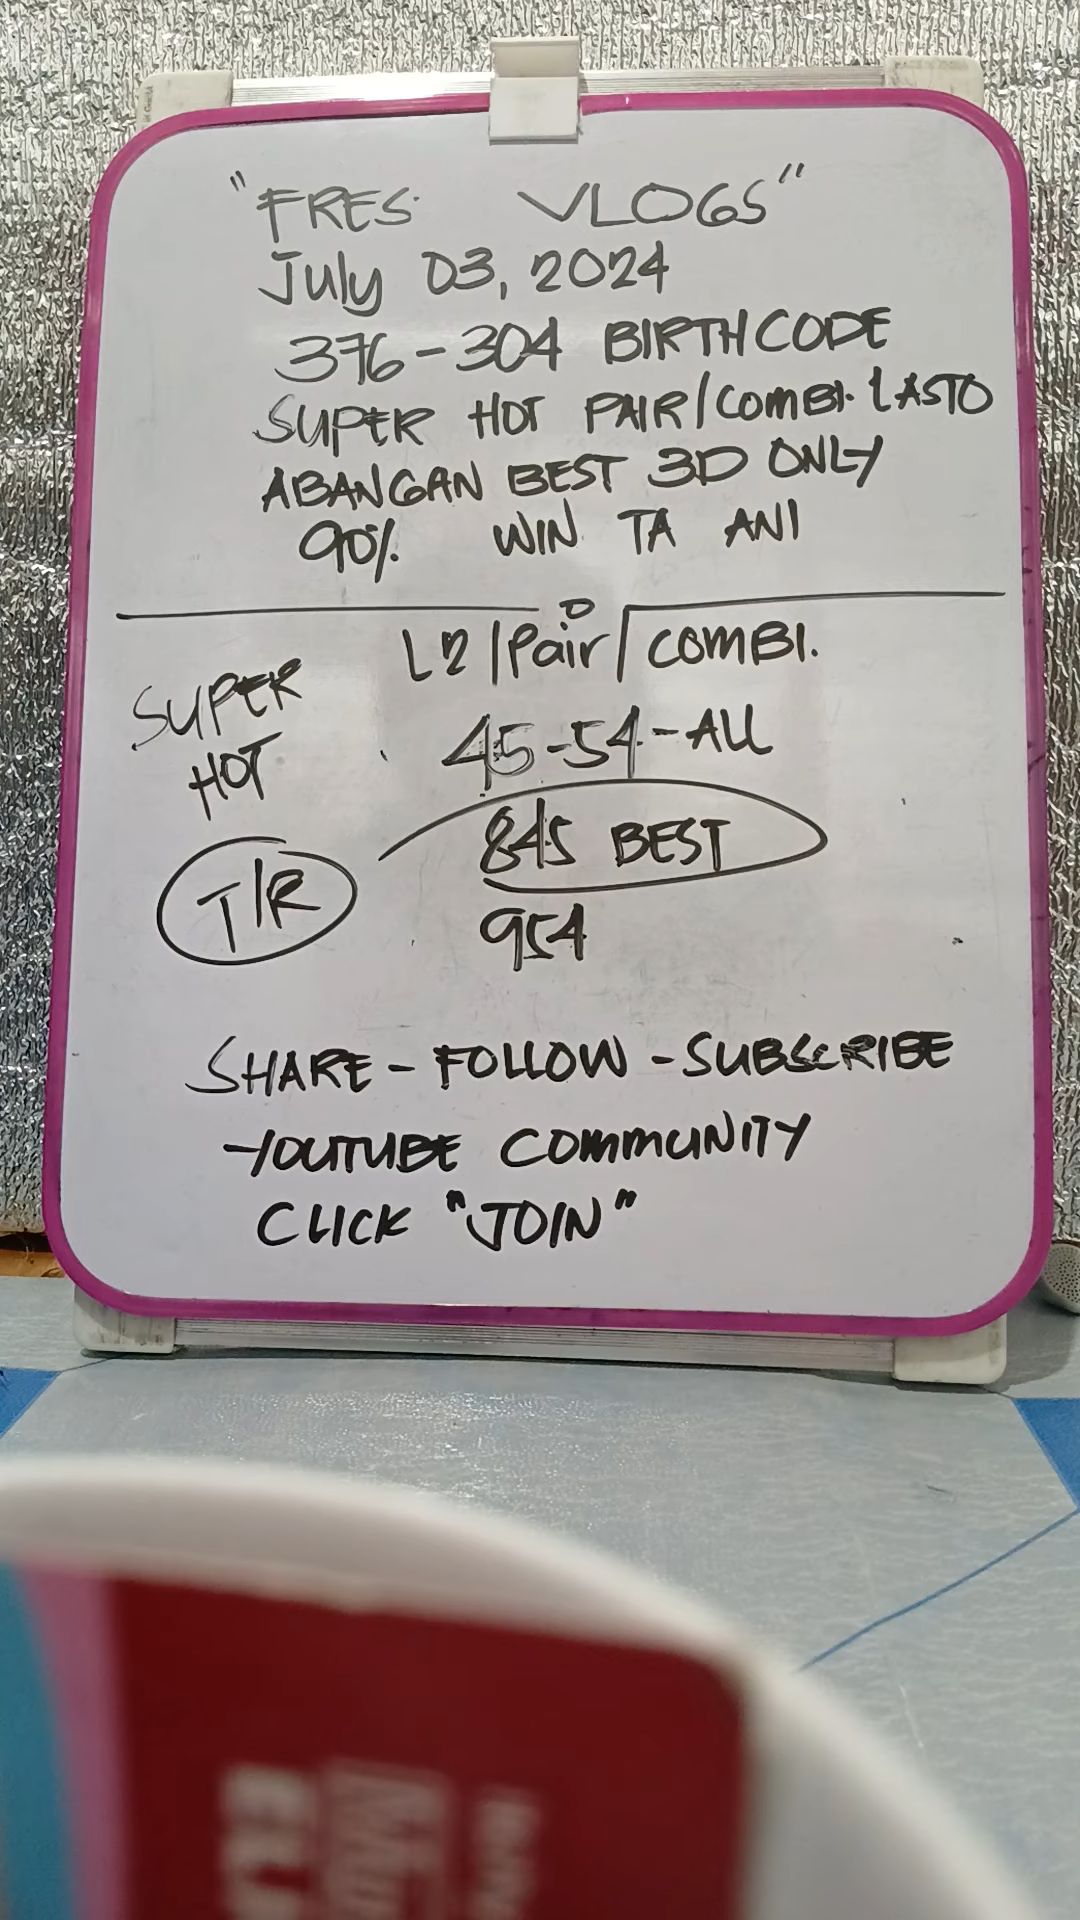 "FRES VLOGS"
July 03, 2024
376-304 BIRTHCODE
SUPER HOT PAIR/COMBI. LASTO
ABANGAN BEST 3D ONLY
90% WIN TA ANI
L2/Pair/COMBI.
SUPER
HOT
45-54-ALL
845 BEST
T/R
954
SHARE - FOLLOW - SUBSCRIBE
YOUTUBE COMMUNITY
CLICK "JOIN"